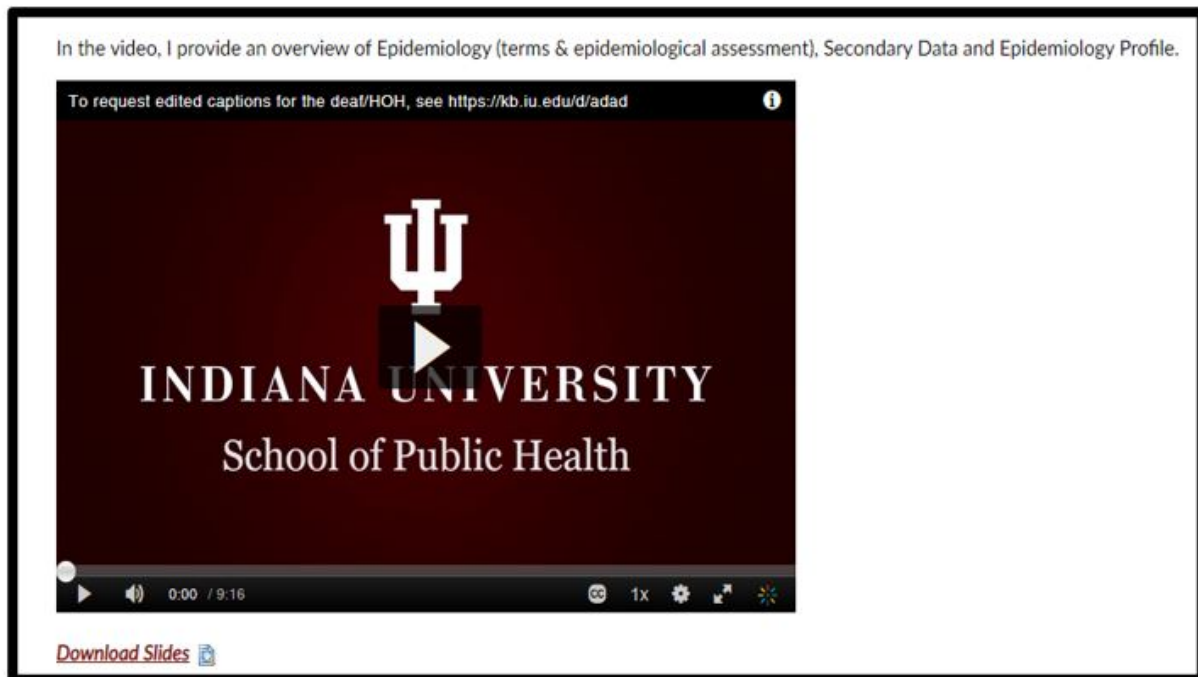 In the video, I provide an overview of Epidemiology (terms & epidemiological assessment), Secondary Data and Epidemiology Profile.
To request edited captions for the deaf/HOH, see https://kb.iu.edu/d/adad
INDIANA UNIVERSITY
School of Public Health
0:00 / 9:16 CC 1x
Download Slides